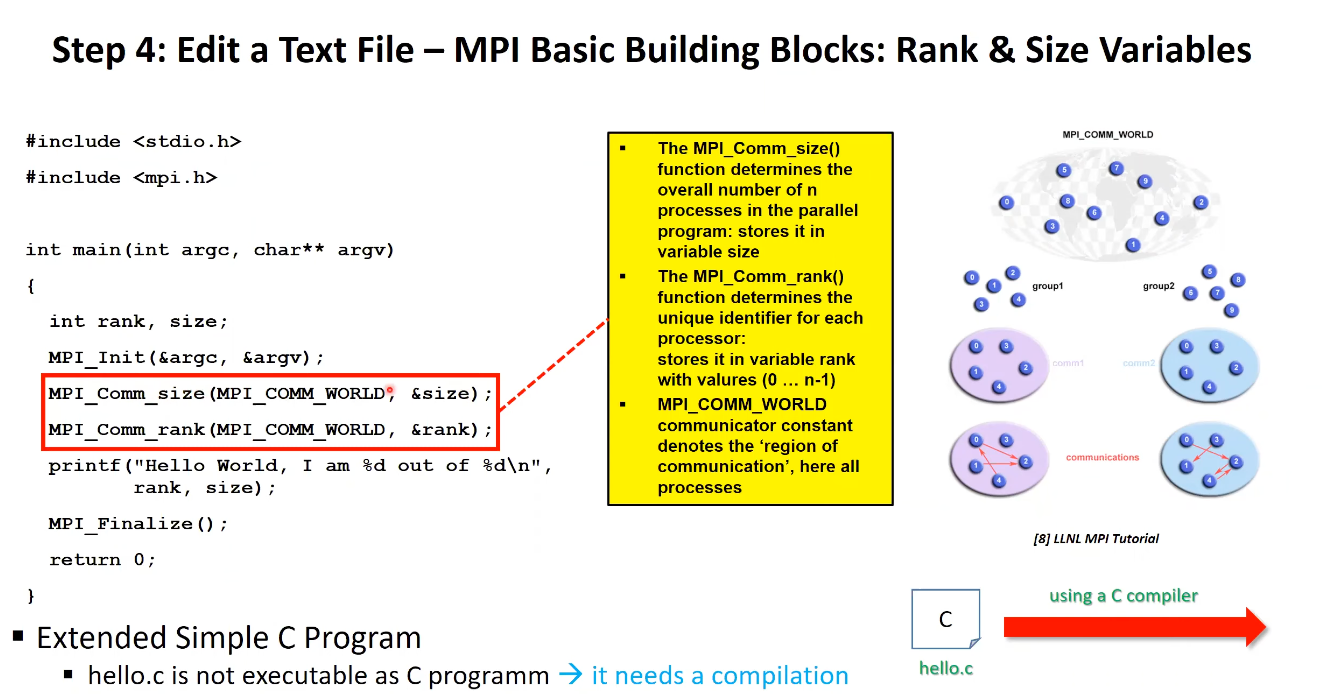 Step 4: Edit a Text File – MPI Basic Building Blocks: Rank & Size Variables
#include <stdio.h>
#include <mpi.h>
int main(int argc, char** argv)
{
int rank, size;
MPI_Init(&argc, &argv);
MPI_Comm_size(MPI_COMM_WORLD, &size);
MPI_Comm_rank(MPI_COMM_WORLD, &rank);
printf("Hello World, I am %d out of %d\n",
rank, size);
MPI_Finalize();
return 0;
}
▪ The MPI_Comm_size()
function determines the
overall number of n
processes in the parallel
program: stores it in
variable size
▪ The MPI_Comm_rank()
function determines the
unique identifier for each
processor:
stores it in variable rank
with valures (0 … n-1)
▪ MPI_COMM_WORLD
communicator constant
denotes the ‘region of
communication’, here all
processes
MPI_COMM_WORLD
5 7 9
0 8 6 2
3 4
1
0 2 1 group1
3 4
group2 5 8
6 7
9
0 3 1 2 4 comm1
comm2 0 3 1 2 4
0 3 1 2 4
communications
0 3 1 2 4
[8] LLNL MPI Tutorial
C
hello.c
using a C compiler
▪ Extended Simple C Program
▪ hello.c is not executable as C programm → it needs a compilation